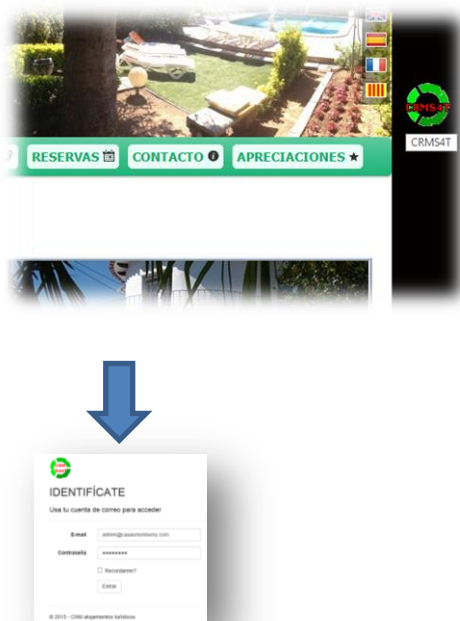 CRMS4T
CRMS4T
RESERVAS
CONTACTO
APRECIACIONES
IDENTIFÍCATE
Usa tu cuenta de correo para acceder
E-mail
Contraseña ••••••••
Recordarme?
Entrar
© 2015 - CRM alojamientos turísticos